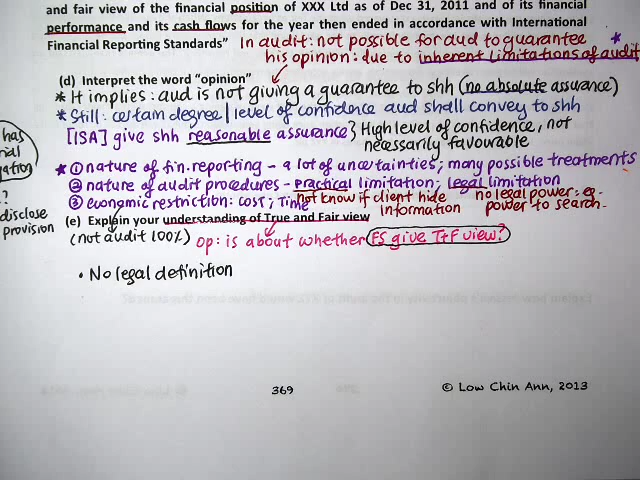 and fair view of the financial position of XXX Ltd as of Dec 31, 2011 and of its financial
performance and its cash flows for the year then ended in accordance with International
Financial Reporting Standards" In audit: not possible for aud to guarantee *
his opinion: due to inherent limitations of audit
(d) Interpret the word "opinion"
* It implies: aud is not giving a guarantee to shh (no absolute assurance)
* Still: certain degree / level of confidence aud shall convey to shh
[ISA] give shh reasonable assurance} High level of confidence, not
necessarily favourable
has
* ① nature of fin. reporting - a lot of uncertainties; many possible treatments
② nature of audit procedures - practical limitation; legal limitation
?
③ economic restriction: cost; time not know if client hide no legal power: eg.
disclose
information power to search.
provision
(e) Explain your understanding of True and Fair view
(not audit 100%) op: is about whether FS give T+F view?
• No legal definition
369 © Low Chin Ann, 2013